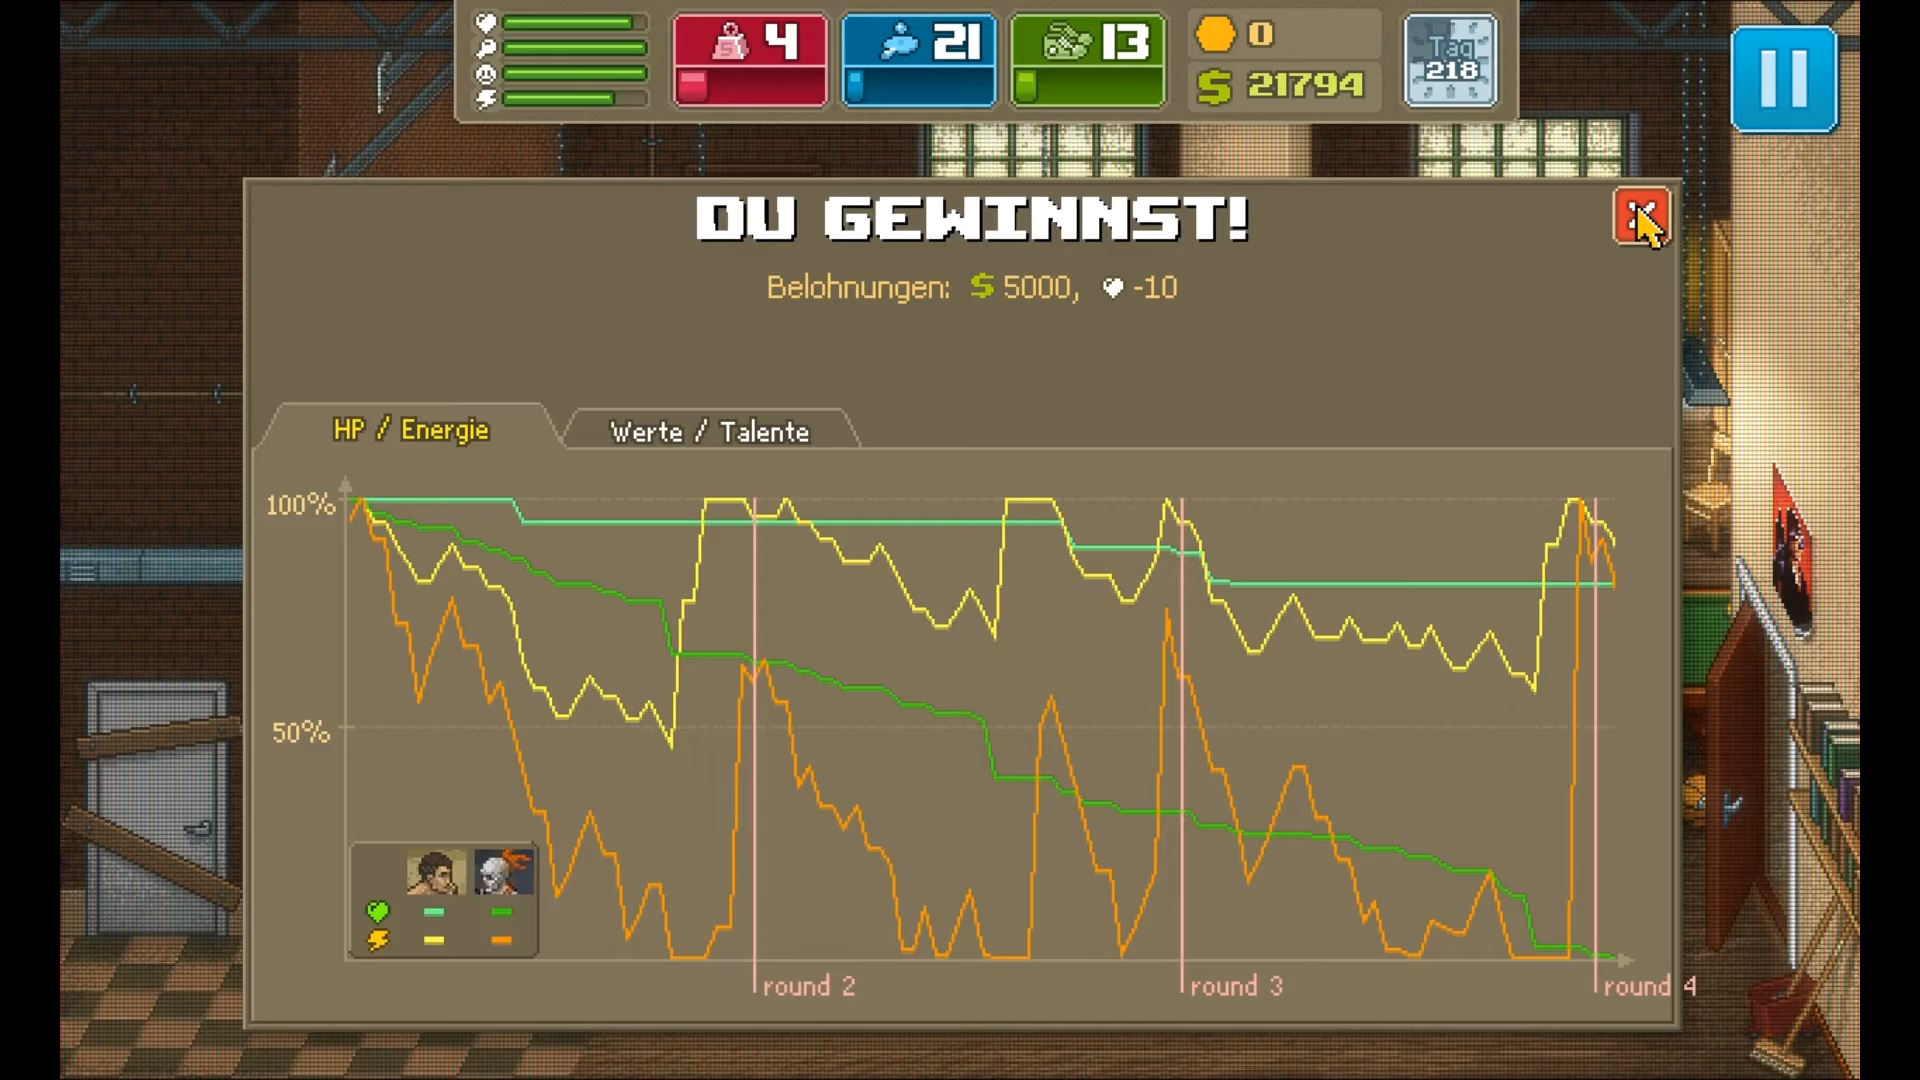 4
21
13
0
21794
Tag
218
DU GEWINNST!
Belohnungen: $ 5000, -10
HP / Energie
Werte / Talente
100%
50%
round 2
round 3
round 4